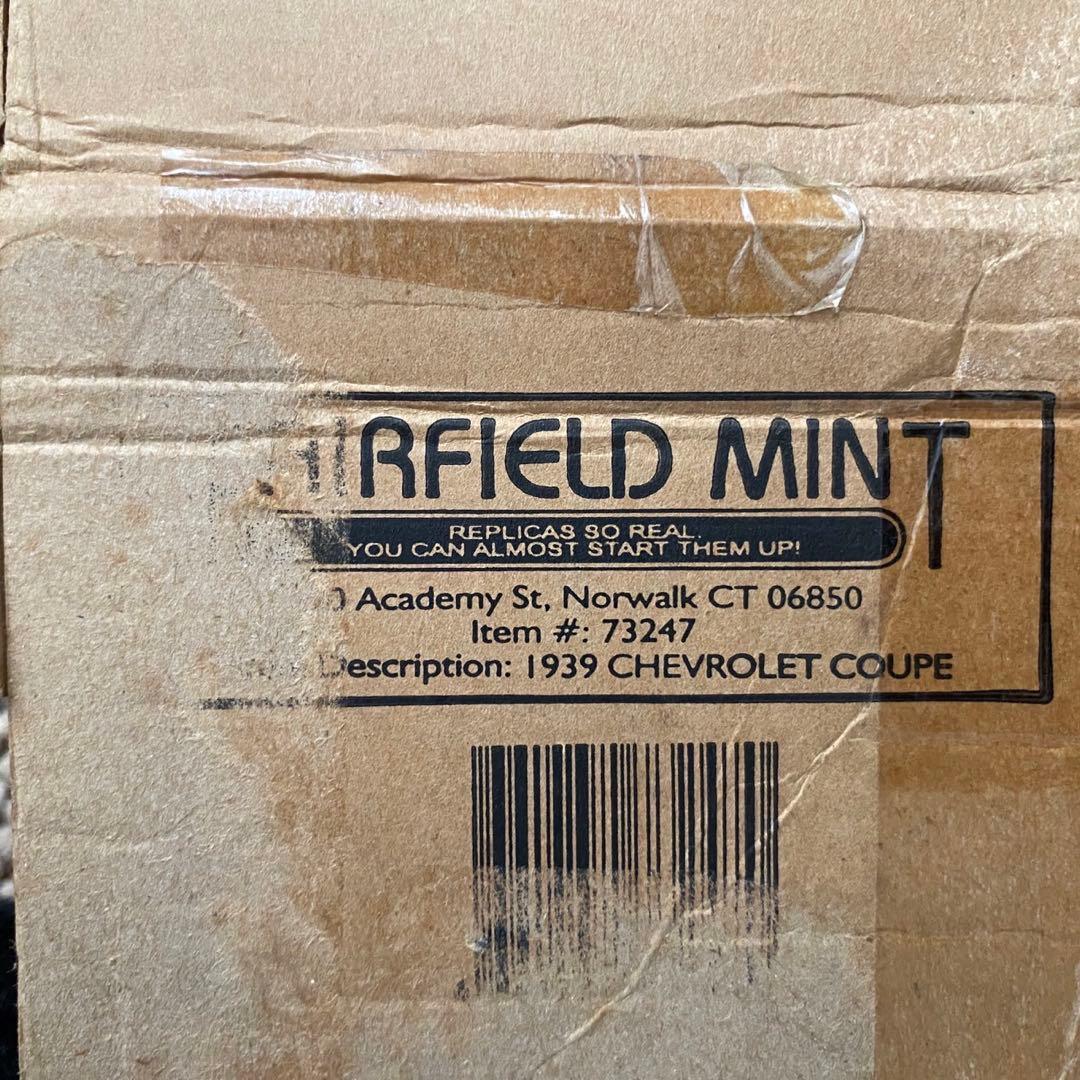 RFIELD MINT
REPLICAS SO REAL.
YOU CAN ALMOST START THEM UP!
Academy St, Norwalk CT 06850
Item #: 73247
Description: 1939 CHEVROLET COUPE